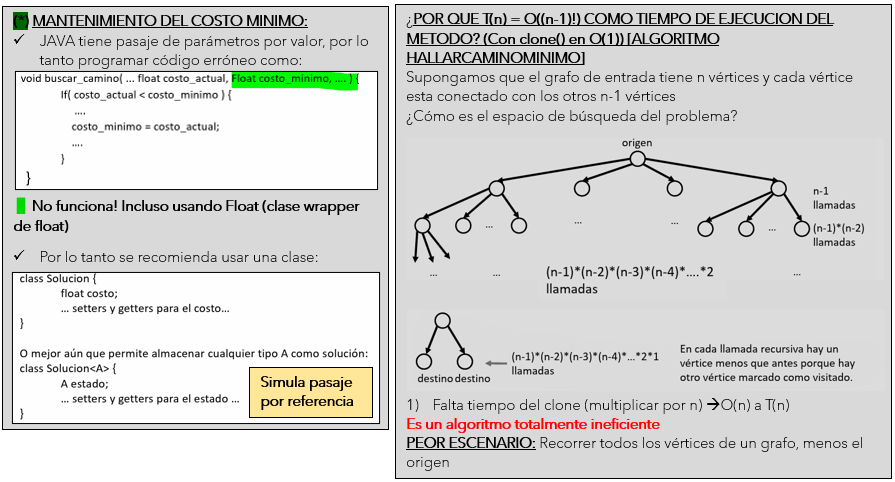 (*) MANTENIMIENTO DEL COSTO MINIMO:
✓ JAVA tiene pasaje de parámetros por valor, por lo
tanto programar código erróneo como:
void buscar_camino( ... float costo_actual, Float costo_minimo, .... ) {
If( costo_actual < costo_minimo ) {
....
costo_minimo = costo_actual;
....
}
}
No funciona! Incluso usando Float (clase wrapper
de float)
✓ Por lo tanto se recomienda usar una clase:
class Solucion {
float costo;
... setters y getters para el costo...
}
O mejor aún que permite almacenar cualquier tipo A como solución:
class Solucion<A> {
A estado;
... setters y getters para el estado ...
}
Simula pasaje
por referencia
¿POR QUE T(n) = O((n-1)!) COMO TIEMPO DE EJECUCION DEL
METODO? (Con clone() en O(1)) [ALGORITMO
HALLARCAMINOMINIMO]
Supongamos que el grafo de entrada tiene n vértices y cada vértice
esta conectado con los otros n-1 vértices
¿Cómo es el espacio de búsqueda del problema?
origen
n-1
llamadas
... ... ... ...
(n-1)*(n-2)
llamadas
... ... ...
(n-1)*(n-2)*(n-3)*(n-4)*....*2
llamadas
destino destino
(n-1)*(n-2)*(n-3)*(n-4)*...*2*1
llamadas
En cada llamada recursiva hay un
vértice menos que antes porque hay
otro vértice marcado como visitado.
1) Falta tiempo del clone (multiplicar por n) →O(n) a T(n)
Es un algoritmo totalmente ineficiente
PEOR ESCENARIO: Recorrer todos los vértices de un grafo, menos el
origen